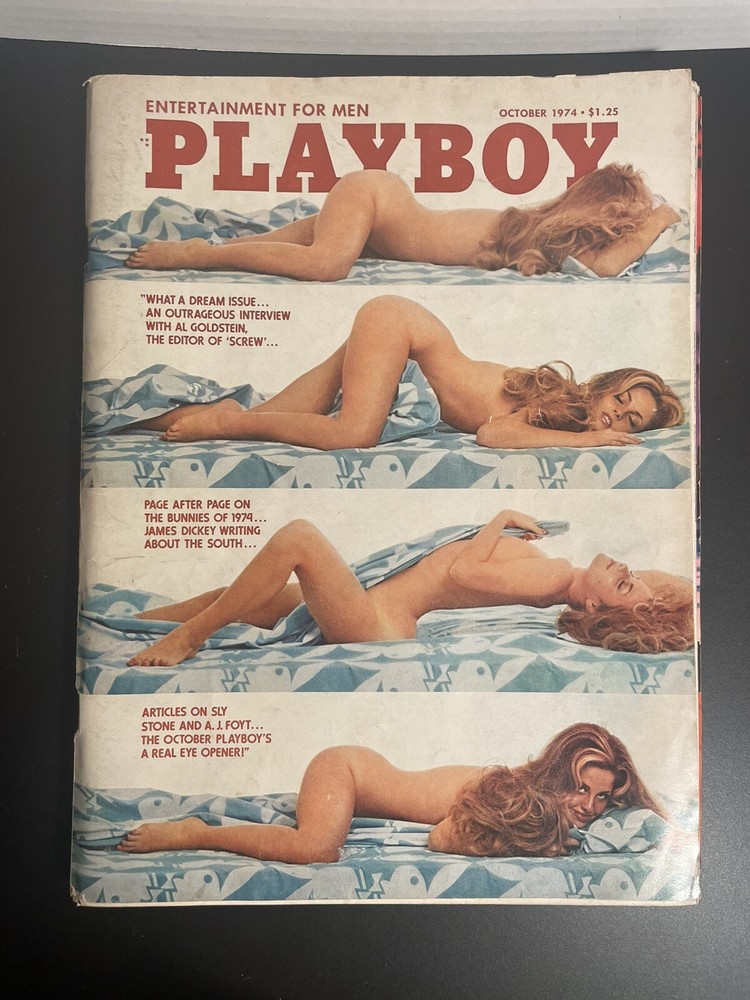 ENTERTAINMENT FOR MEN
OCTOBER 1974 • $1.25
PLAYBOY
"WHAT A DREAM ISSUE...
AN OUTRAGEOUS INTERVIEW
WITH AL GOLDSTEIN,
THE EDITOR OF 'SCREW'...
PAGE AFTER PAGE ON
THE BUNNIES OF 1974...
JAMES DICKEY WRITING
ABOUT THE SOUTH...
ARTICLES ON SLY
STONE AND A.J. FOYT...
THE OCTOBER PLAYBOY'S
A REAL EYE OPENER!"